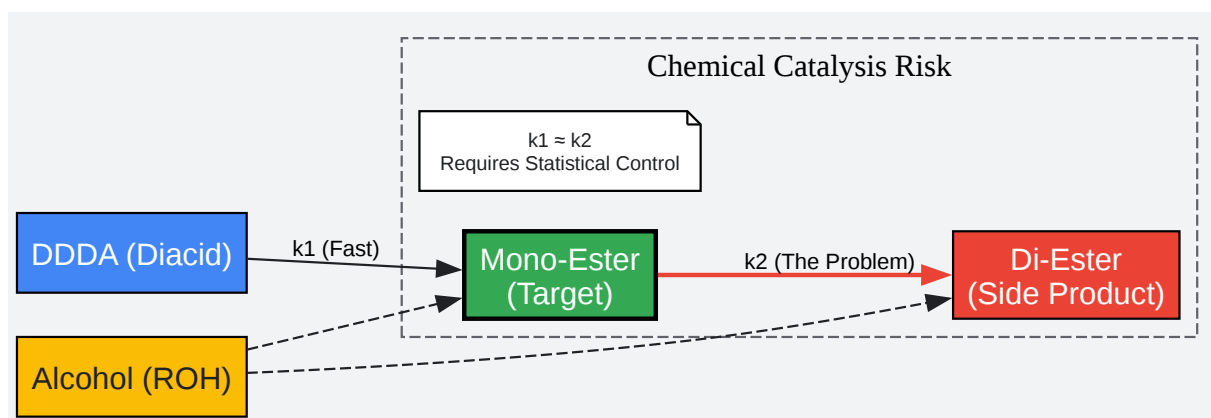 Chemical Catalysis Risk
k1 ≈ k2
Requires Statistical Control
DDDA (Diacid)
k1 (Fast)
Mono-Ester
(Target)
k2 (The Problem)
Di-Ester
(Side Product)
Alcohol (ROH)